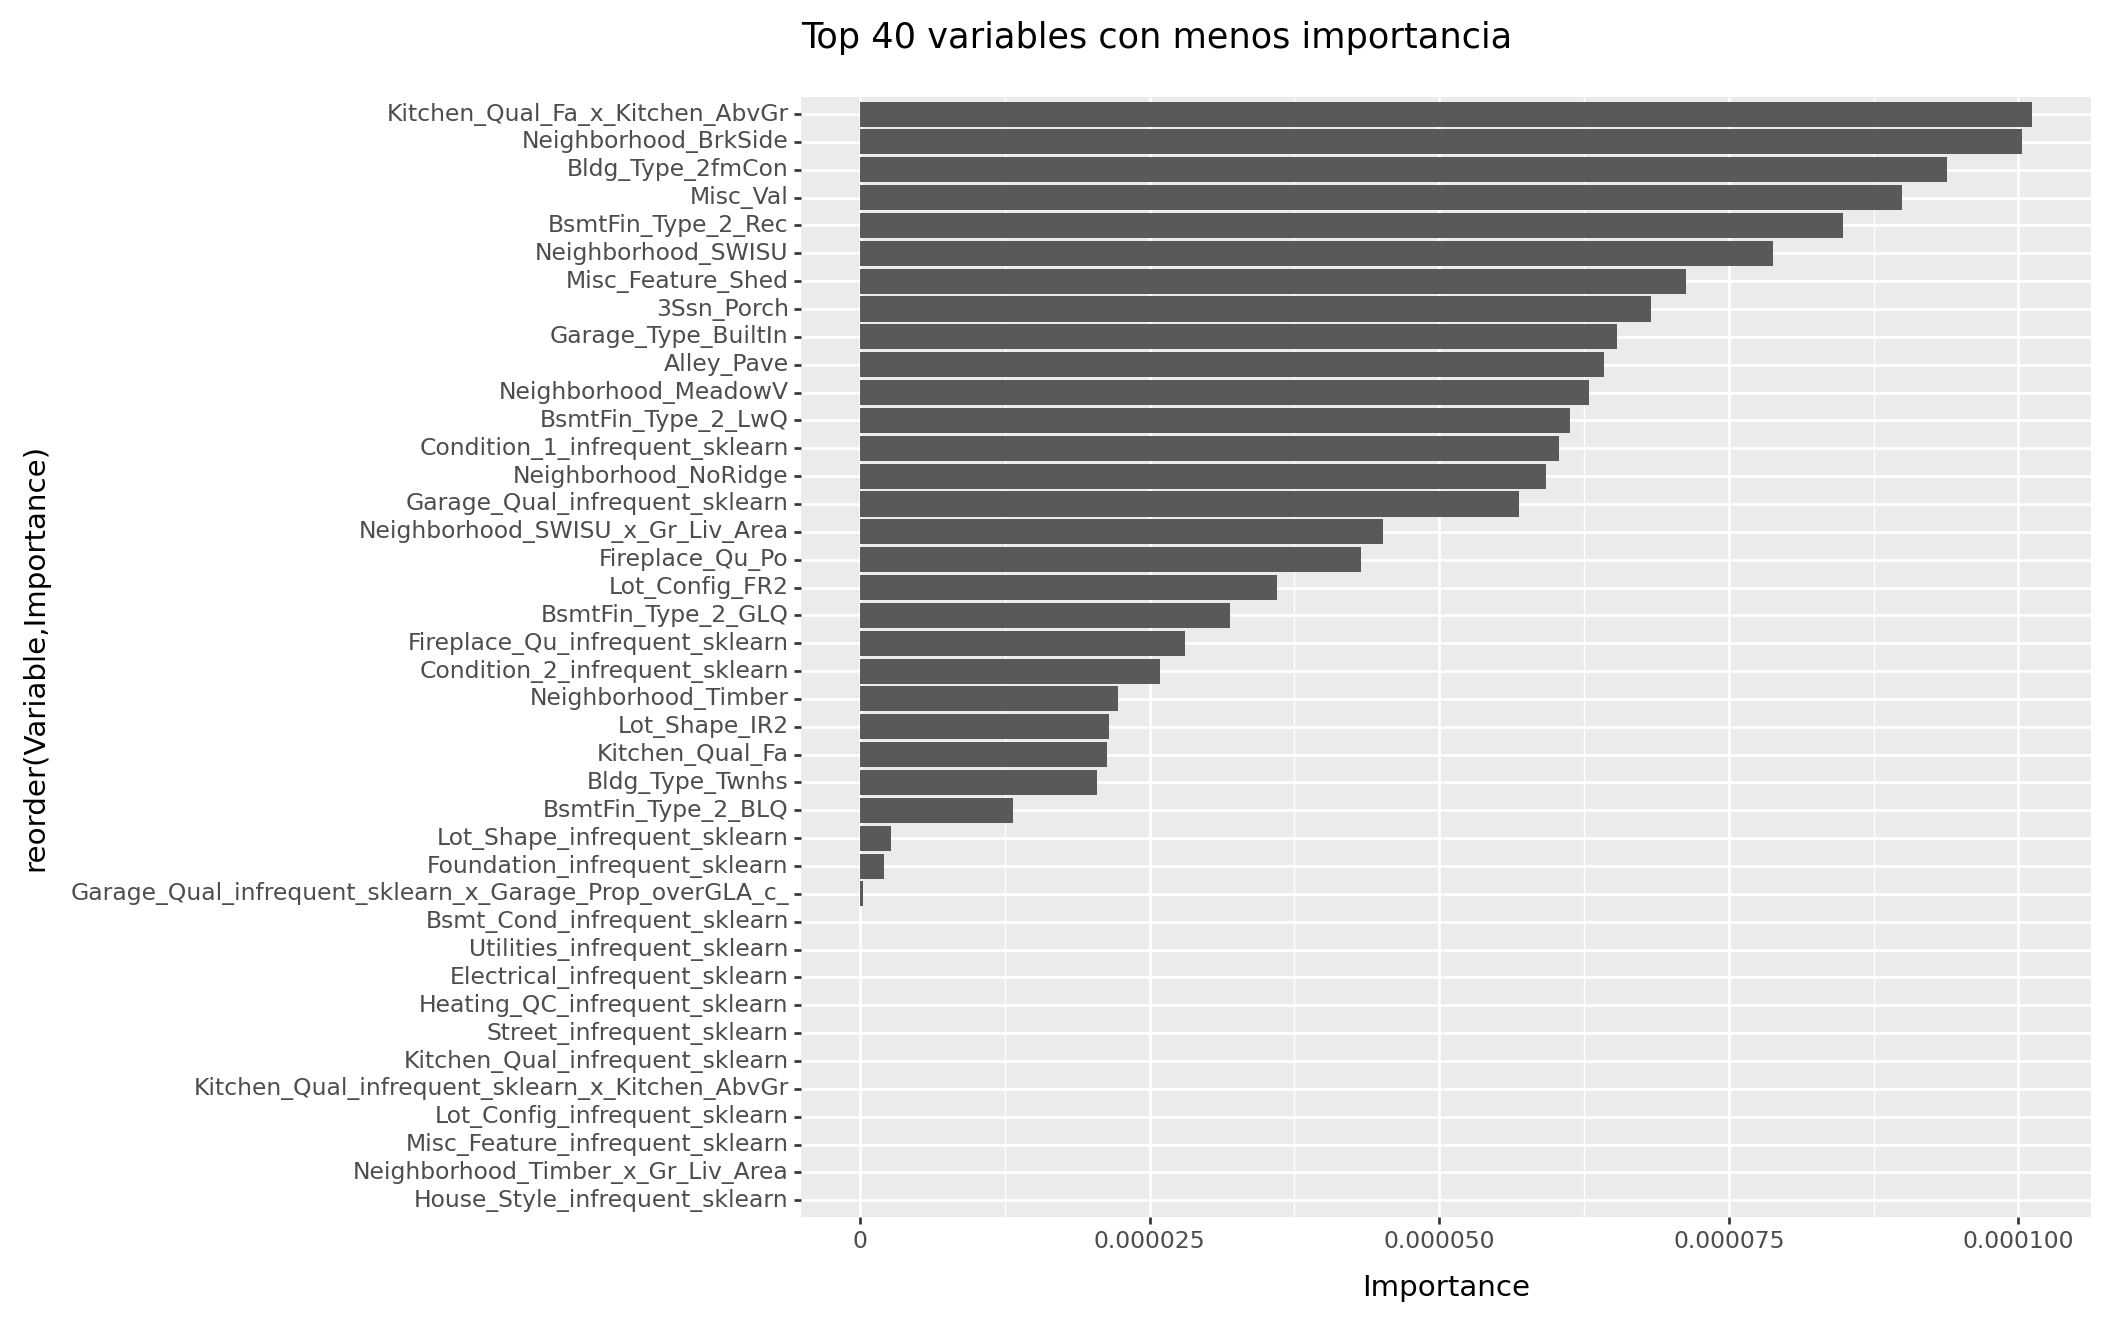 Top 40 variables con menos importancia
reorder(Variable,Importance)
Kitchen_Qual_Fa_x_Kitchen_AbvGr
Neighborhood_BrkSide
Bldg_Type_2fmCon
Misc_Val
BsmtFin_Type_2_Rec
Neighborhood_SWISU
Misc_Feature_Shed
3Ssn_Porch
Garage_Type_BuiltIn
Alley_Pave
Neighborhood_MeadowV
BsmtFin_Type_2_LwQ
Condition_1_infrequent_sklearn
Neighborhood_NoRidge
Garage_Qual_infrequent_sklearn
Neighborhood_SWISU_x_Gr_Liv_Area
Fireplace_Qu_Po
Lot_Config_FR2
BsmtFin_Type_2_GLQ
Fireplace_Qu_infrequent_sklearn
Condition_2_infrequent_sklearn
Neighborhood_Timber
Lot_Shape_IR2
Kitchen_Qual_Fa
Bldg_Type_Twnhs
BsmtFin_Type_2_BLQ
Lot_Shape_infrequent_sklearn
Foundation_infrequent_sklearn
Garage_Qual_infrequent_sklearn_x_Garage_Prop_overGLA_c_
Bsmt_Cond_infrequent_sklearn
Utilities_infrequent_sklearn
Electrical_infrequent_sklearn
Heating_QC_infrequent_sklearn
Street_infrequent_sklearn
Kitchen_Qual_infrequent_sklearn
Kitchen_Qual_infrequent_sklearn_x_Kitchen_AbvGr
Lot_Config_infrequent_sklearn
Misc_Feature_infrequent_sklearn
Neighborhood_Timber_x_Gr_Liv_Area
House_Style_infrequent_sklearn
0 0.000025 0.000050 0.000075 0.000100
Importance